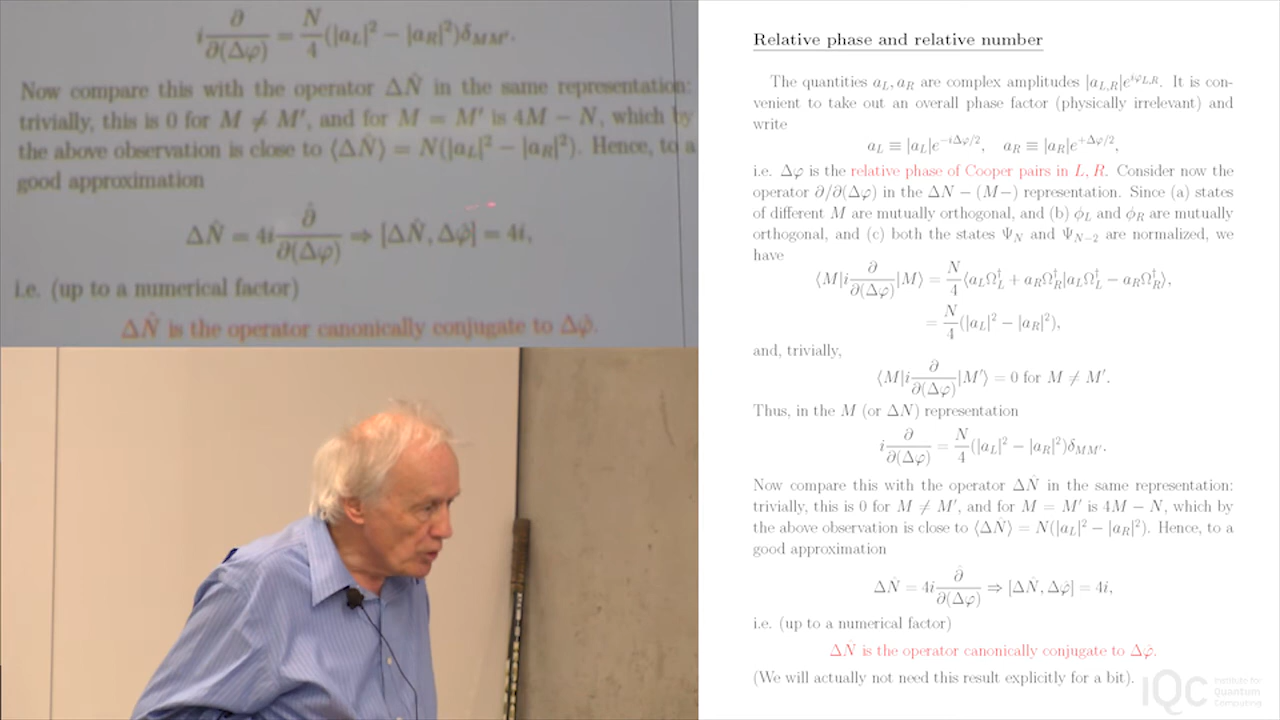 i ∂/∂(Δφ) = N/4 (|a_L|² − |a_R|²)δ_MM′.
Now compare this with the operator ΔN̂ in the same representation:
trivially, this is 0 for M ≠ M′, and for M = M′ is 4M − N, which by
the above observation is close to ⟨ΔN̂⟩ = N(|a_L|² − |a_R|²). Hence, to a
good approximation
ΔN̂ = 4i ∂̂/∂(Δφ) ⇒ [ΔN̂, Δφ̂] = 4i,
i.e. (up to a numerical factor)
ΔN̂ is the operator canonically conjugate to Δφ̂.
Relative phase and relative number
The quantities a_L, a_R are complex amplitudes |a_L,R|e^{iφ_L,R}. It is con-
venient to take out an overall phase factor (physically irrelevant) and
write
a_L ≡ |a_L|e^{−iΔφ/2}, a_R ≡ |a_R|e^{+Δφ/2},
i.e. Δφ is the relative phase of Cooper pairs in L, R. Consider now the
operator ∂/∂(Δφ) in the ΔN − (M−) representation. Since (a) states
of different M are mutually orthogonal, and (b) ϕ_L and ϕ_R are mutually
orthogonal, and (c) both the states Ψ_N and Ψ_N−2 are normalized, we
have
⟨M|i ∂/∂(Δφ) |M⟩ = N/4 ⟨a_LΩ_L† + a_RΩ_R†|a_LΩ_L† − a_RΩ_R†⟩,
= N/4 (|a_L|² − |a_R|²),
and, trivially,
⟨M|i ∂/∂(Δφ) |M′⟩ = 0 for M ≠ M′.
Thus, in the M (or ΔN) representation
i ∂/∂(Δφ) = N/4 (|a_L|² − |a_R|²)δ_MM′.
Now compare this with the operator ΔN̂ in the same representation:
trivially, this is 0 for M ≠ M′, and for M = M′ is 4M − N, which by
the above observation is close to ⟨ΔN̂⟩ = N(|a_L|² − |a_R|²). Hence, to a
good approximation
ΔN̂ = 4i ∂̂/∂(Δφ) ⇒ [ΔN̂, Δφ̂] = 4i,
i.e. (up to a numerical factor)
ΔN̂ is the operator canonically conjugate to Δφ̂.
(We will actually not need this result explicitly for a bit).
IQC Institute for
Quantum
Computing